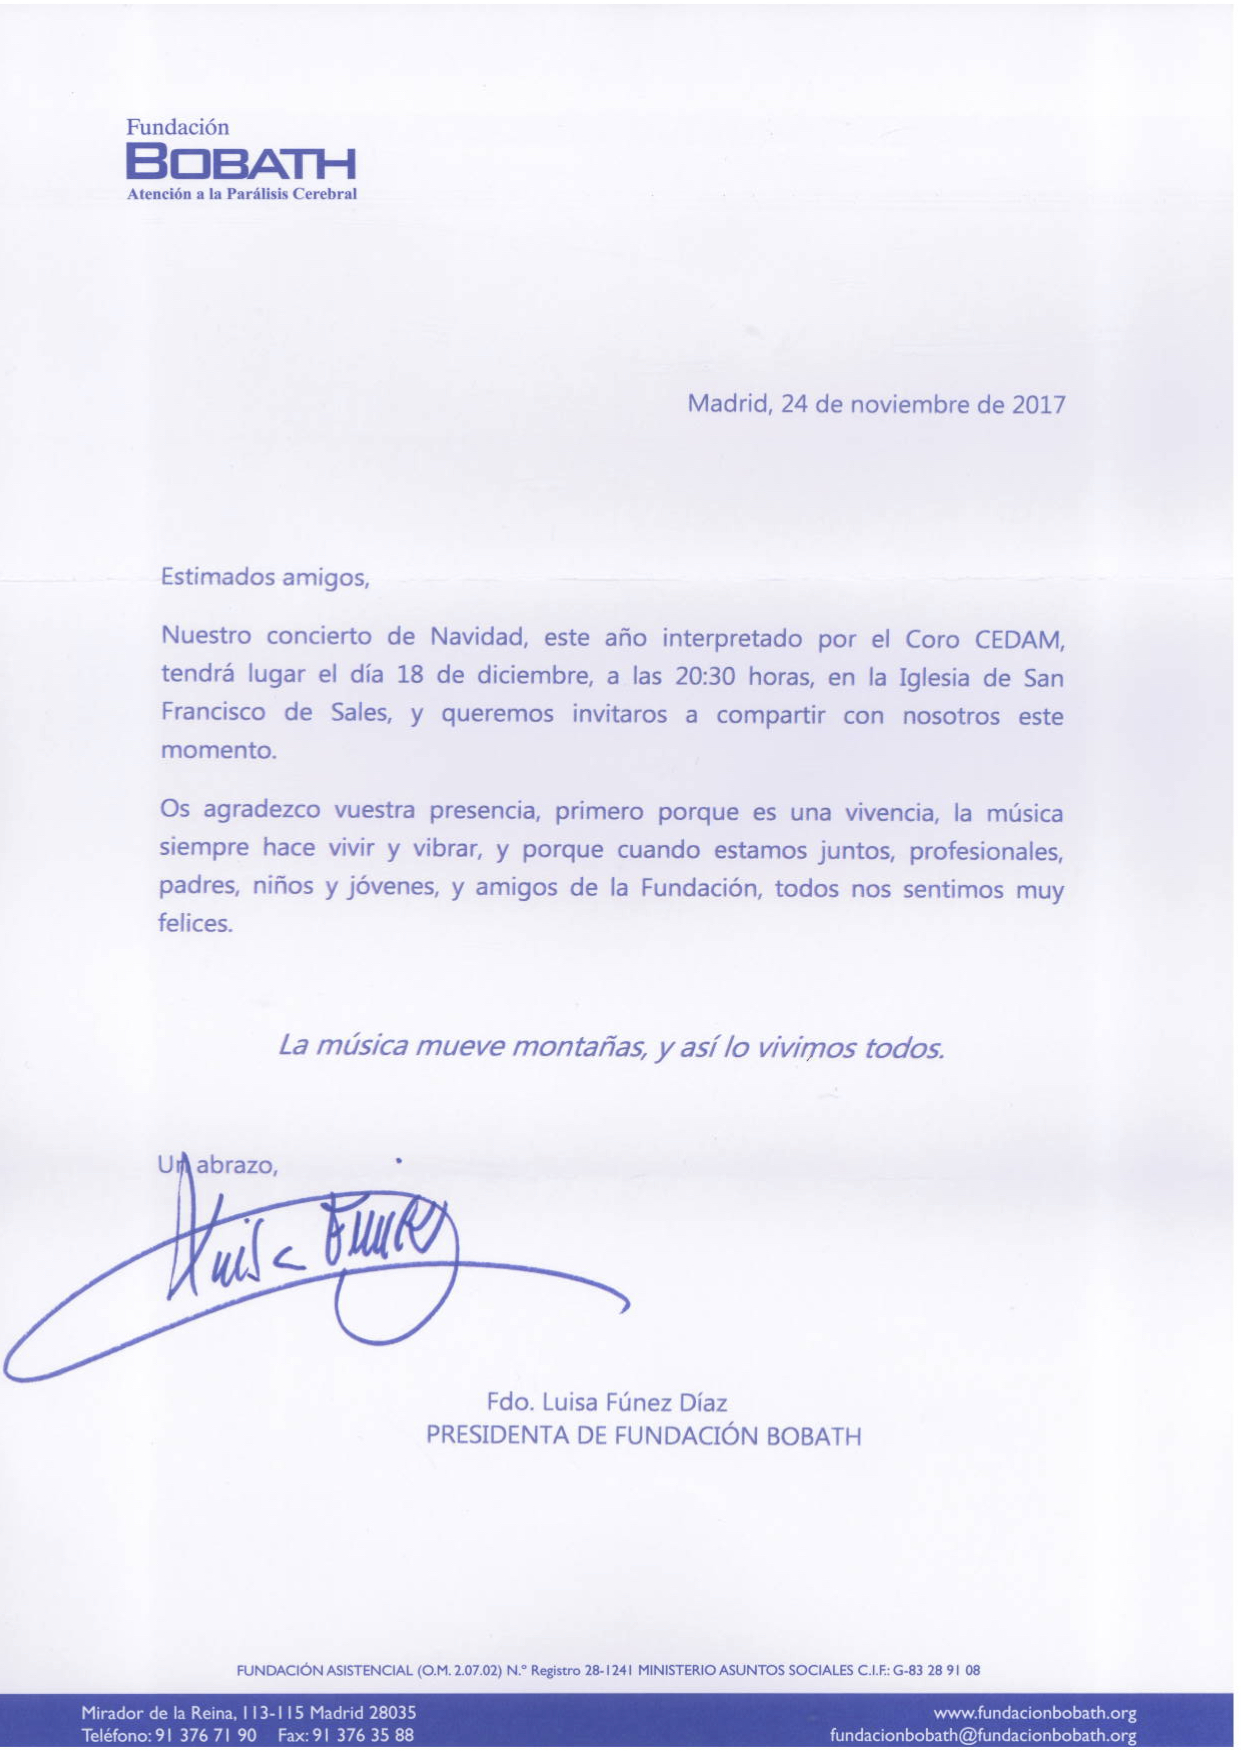 Fundación
BOBATH
Atención a la Parálisis Cerebral
Madrid, 24 de noviembre de 2017
Estimados amigos,
Nuestro concierto de Navidad, este año interpretado por el Coro CEDAM,
tendrá lugar el día 18 de diciembre, a las 20:30 horas, en la Iglesia de San
Francisco de Sales, y queremos invitaros a compartir con nosotros este
momento.
Os agradezco vuestra presencia, primero porque es una vivencia, la música
siempre hace vivir y vibrar, y porque cuando estamos juntos, profesionales,
padres, niños y jóvenes, y amigos de la Fundación, todos nos sentimos muy
felices.
La música mueve montañas, y así lo vivimos todos.
Un abrazo,
Luisa Fúnez
Fdo. Luisa Fúnez Díaz
PRESIDENTA DE FUNDACIÓN BOBATH
FUNDACIÓN ASISTENCIAL (O.M. 2.07.02) N.º Registro 28-1241 MINISTERIO ASUNTOS SOCIALES C.I.F.: G-83 28 91 08
Mirador de la Reina, 113-115 Madrid 28035
Teléfono: 91 376 71 90 Fax: 91 376 35 88
www.fundacionbobath.org
fundacionbobath@fundacionbobath.org